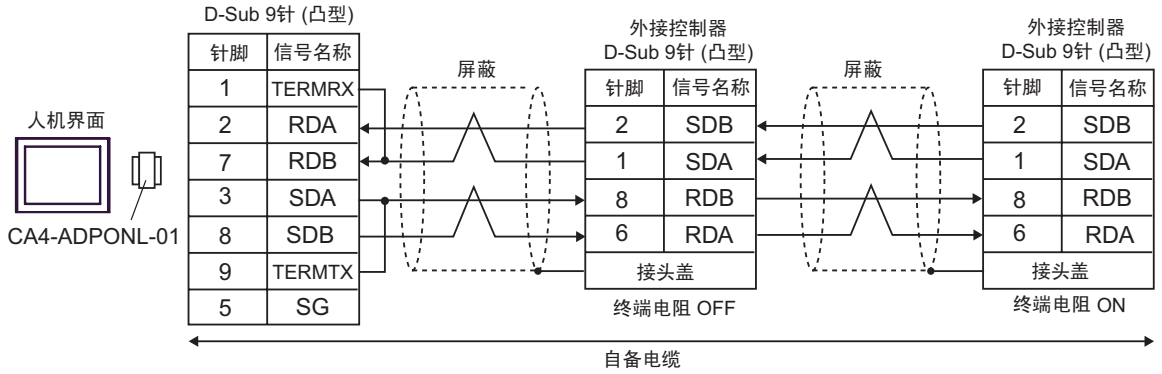 D-Sub 9针 (凸型)
针脚 信号名称
1 TERMRX
2 RDA
7 RDB
3 SDA
8 SDB
9 TERMTX
5 SG
人机界面
CA4-ADPONL-01
屏蔽
外接控制器
D-Sub 9针 (凸型)
针脚 信号名称
2 SDB
1 SDA
8 RDB
6 RDA
接头盖
终端电阻 OFF
屏蔽
外接控制器
D-Sub 9针 (凸型)
针脚 信号名称
2 SDB
1 SDA
8 RDB
6 RDA
接头盖
终端电阻 ON
自备电缆